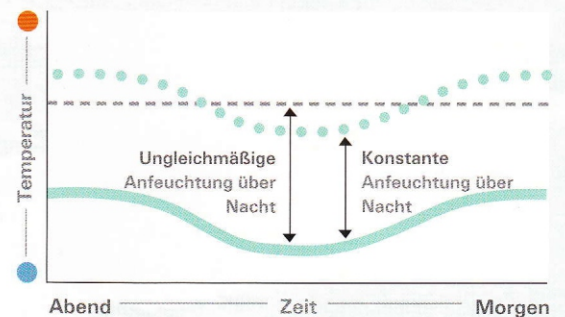 Temperatur
Ungleichmäßige
Anfeuchtung über
Nacht
Konstante
Anfeuchtung über
Nacht
Abend
Zeit
Morgen